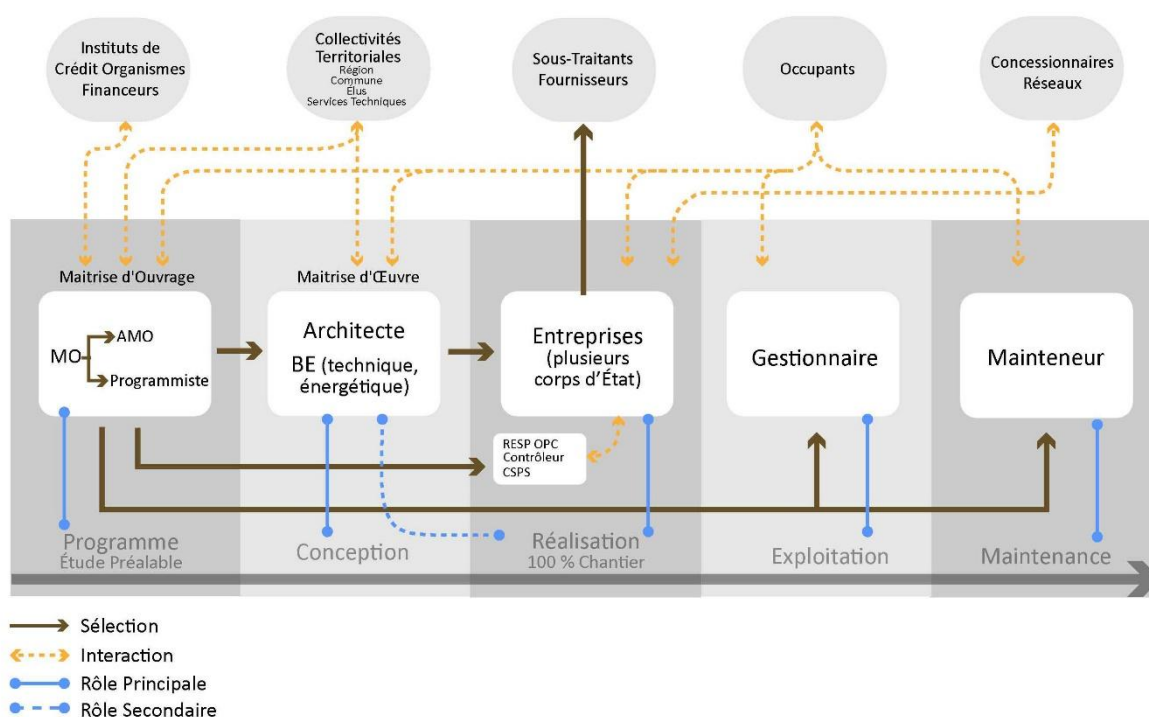 Instituts de
Crédit Organismes
Financeurs
Collectivités
Territoriales
Région
Commune
Élus
Services Techniques
Sous-Traitants
Fournisseurs
Occupants
Concessionnaires
Réseaux
Maitrise d'Ouvrage
Maitrise d'Œuvre
MO
AMO
Programmiste
Architecte
BE (technique,
énergétique)
Entreprises
(plusieurs
corps d’État)
Gestionnaire
Mainteneur
RESP OPC
Contrôleur
CSPS
Programme
Étude Préalable
Conception
Réalisation
100 % Chantier
Exploitation
Maintenance
Sélection
Interaction
Rôle Principale
Rôle Secondaire